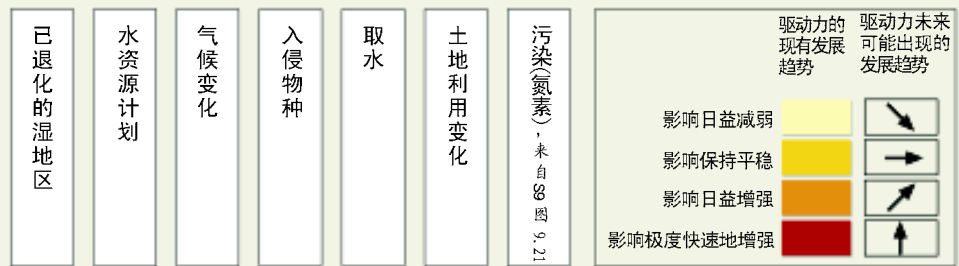 已退化的湿地区
水资源计划
气候变化
入侵物种
取水
土地利用变化
污染(氮素)，来自S9图 9.21
驱动力的
现有发展
趋势
驱动力未来
可能出现的
发展趋势
影响日益减弱
影响保持平稳
影响日益增强
影响极度快速地增强